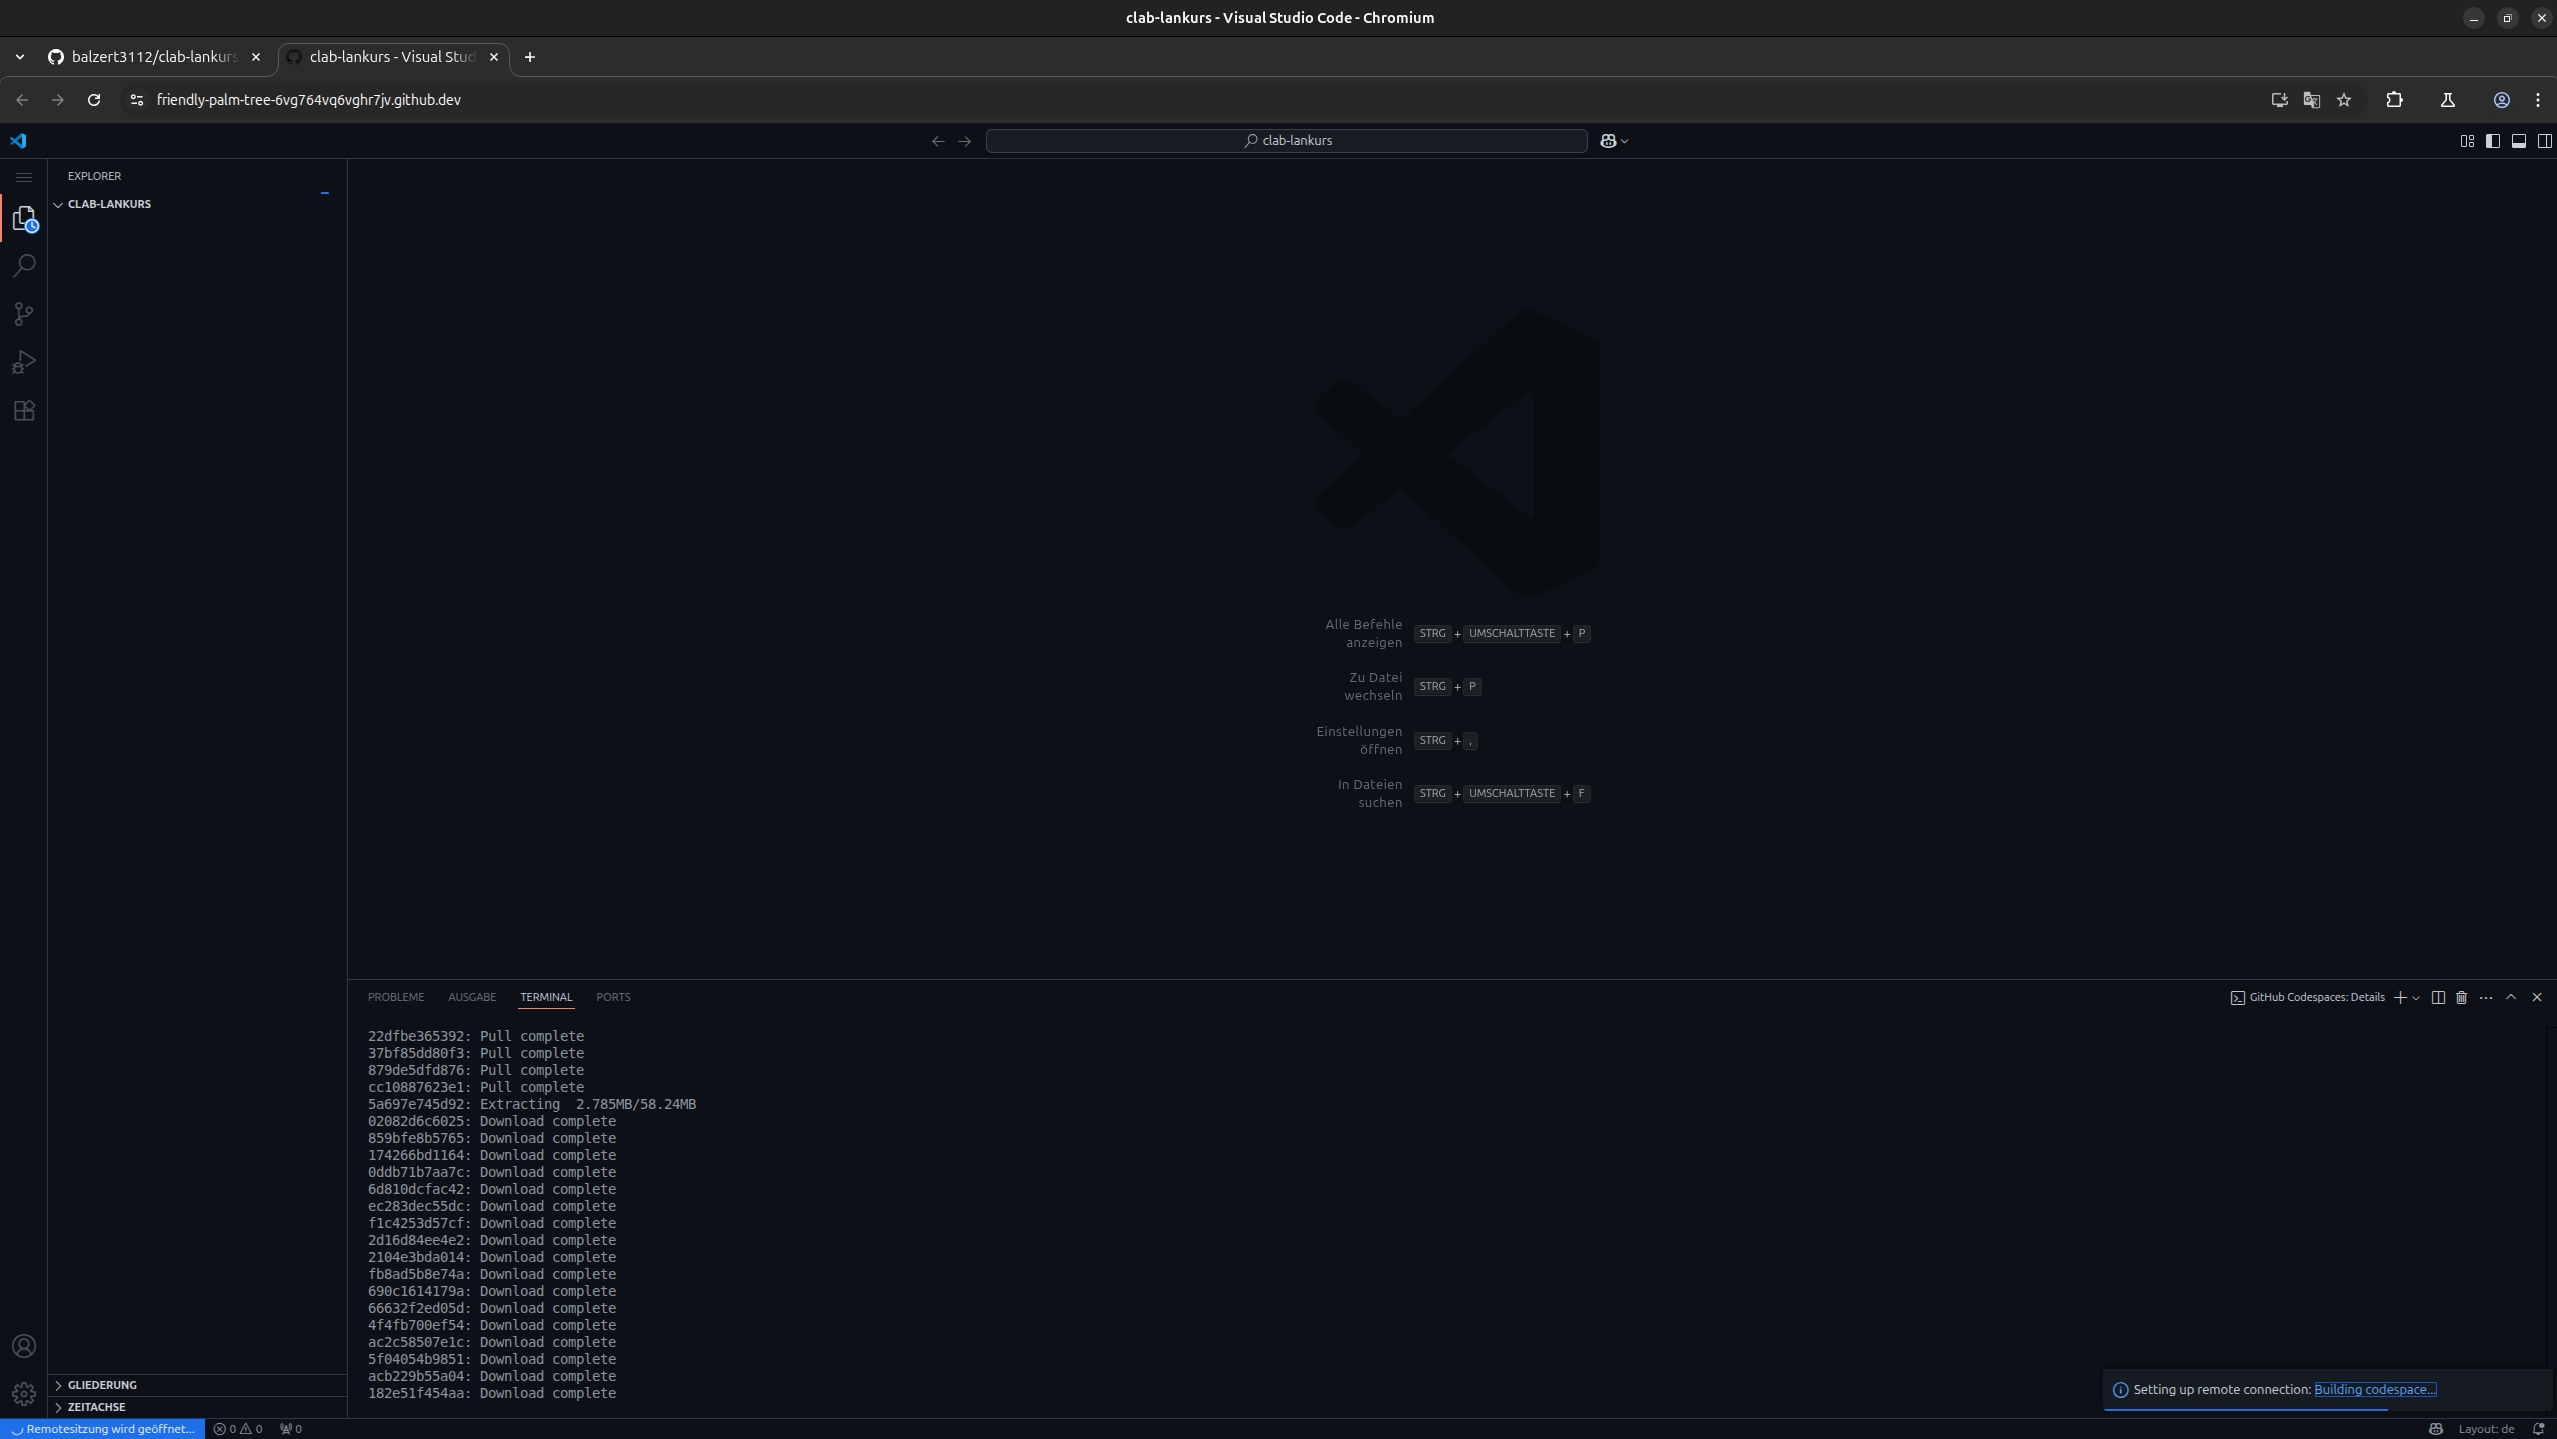 clab-lankurs - Visual Studio Code - Chromium
balzert3112/clab-lankurs
clab-lankurs - Visual Stud
friendly-palm-tree-6vg764vq6vghr7jv.github.dev
clab-lankurs
EXPLORER
CLAB-LANKURS
Alle Befehle anzeigen STRG + UMSCHALTTASTE + P
Zu Datei wechseln STRG + P
Einstellungen öffnen STRG + ,
In Dateien suchen STRG + UMSCHALTTASTE + F
PROBLEME AUSGABE TERMINAL PORTS
GitHub Codespaces: Details
22dfbe365392: Pull complete
37bf85dd80f3: Pull complete
879de5dfd876: Pull complete
cc10887623e1: Pull complete
5a697e745d92: Extracting  2.785MB/58.24MB
02082d6c6025: Download complete
859bfe8b5765: Download complete
174266bd1164: Download complete
0ddb71b7aa7c: Download complete
6d810dcfac42: Download complete
ec283dec55dc: Download complete
f1c4253d57cf: Download complete
2d16d84ee4e2: Download complete
2104e3bda014: Download complete
fb8ad5b8e74a: Download complete
690c1614179a: Download complete
66632f2ed05d: Download complete
4f4fb700ef54: Download complete
ac2c58507e1c: Download complete
5f04054b9851: Download complete
acb229b55a04: Download complete
182e51f454aa: Download complete
GLIEDERUNG
ZEITACHSE
Setting up remote connection: Building codespace...
Remotesitzung wird geöffnet... 0 0 0
Layout: de